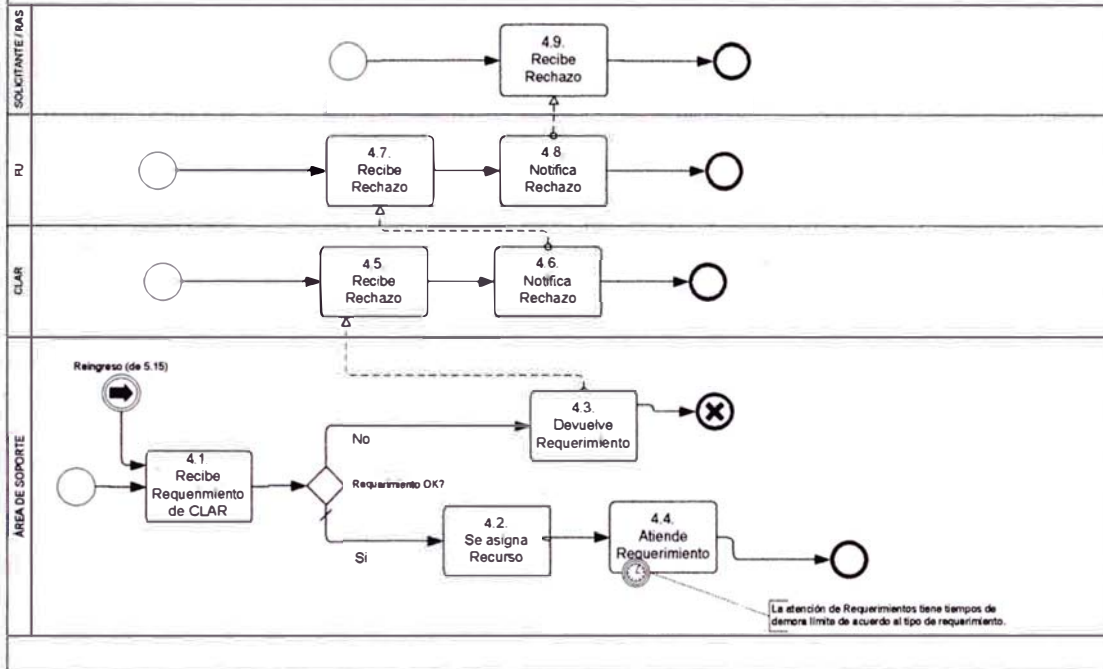 SOLICITANTE / RAS
4.9.
Recibe
Rechazo
FU
4.7.
Recibe
Rechazo
4 8
Notifica
Rechazo
CLAR
4.5.
Recibe
Rechazo
4.6.
Notifica
Rechazo
ÁREA DE SOPORTE
Reingreso (de 5.15)
4.1
Recibe
Requerimiento
de CLAR
No
Requerimiento OK?
Si
4.3.
Devuelve
Requerimiento
4.2.
Se asigna
Recurso
4.4.
Atiende
Requerimiento
La atención de Requerimientos tiene tiempos de
demora límite de acuerdo al tipo de requerimiento.